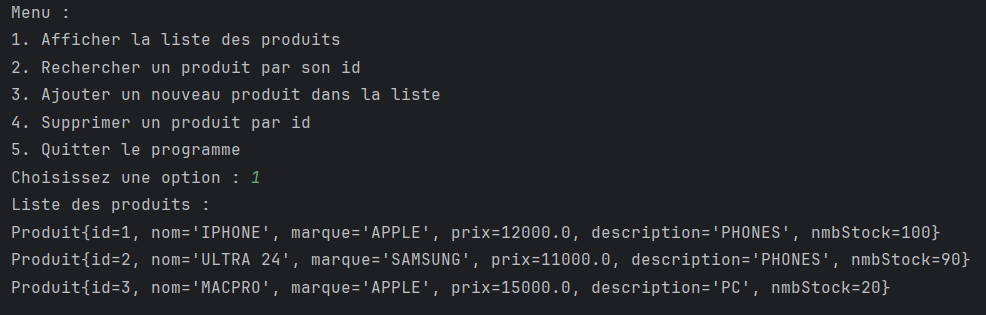 Menu :
1. Afficher la liste des produits
2. Rechercher un produit par son id
3. Ajouter un nouveau produit dans la liste
4. Supprimer un produit par id
5. Quitter le programme
Choisissez une option : 1
Liste des produits :
Produit{id=1, nom='IPHONE', marque='APPLE', prix=12000.0, description='PHONES', nmbStock=100}
Produit{id=2, nom='ULTRA 24', marque='SAMSUNG', prix=11000.0, description='PHONES', nmbStock=90}
Produit{id=3, nom='MACPRO', marque='APPLE', prix=15000.0, description='PC', nmbStock=20}